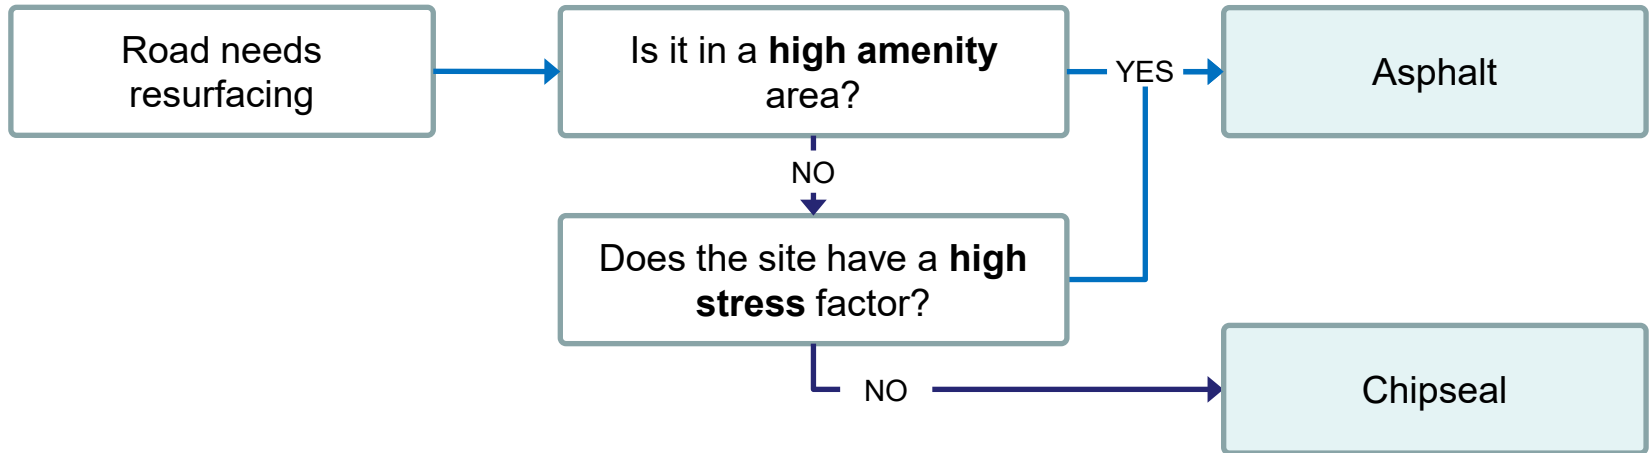 Road needs
resurfacing
Is it in a high amenity
area?
YES
Asphalt
NO
Does the site have a high
stress factor?
NO
Chipseal